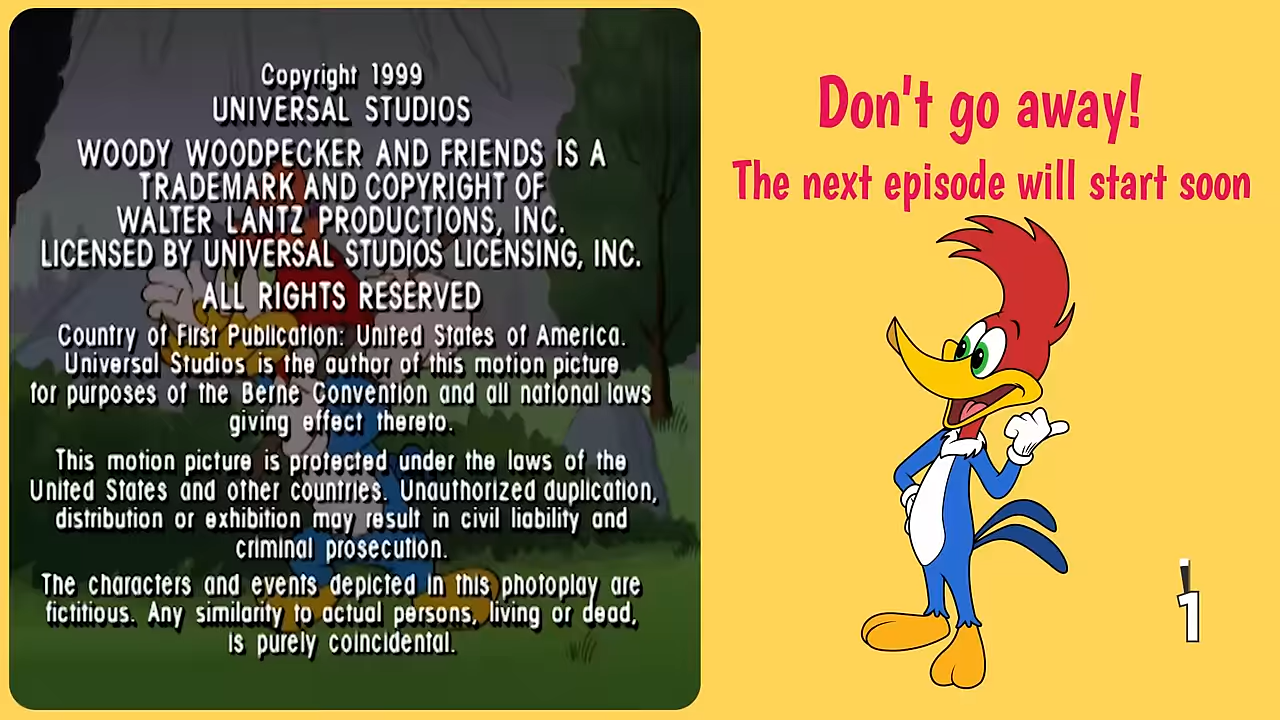 Copyright 1999
UNIVERSAL STUDIOS
WOODY WOODPECKER AND FRIENDS IS A
TRADEMARK AND COPYRIGHT OF
WALTER LANTZ PRODUCTIONS, INC.
LICENSED BY UNIVERSAL STUDIOS LICENSING, INC.
ALL RIGHTS RESERVED
Country of First Publication: United States of America.
Universal Studios is the author of this motion picture
for purposes of the Berne Convention and all national laws
giving effect thereto.
This motion picture is protected under the laws of the
United States and other countries. Unauthorized duplication,
distribution or exhibition may result in civil liability and
criminal prosecution.
The characters and events depicted in this photoplay are
fictitious. Any similarity to actual persons, living or dead,
is purely coincidental.
Don't go away!
The next episode will start soon
1